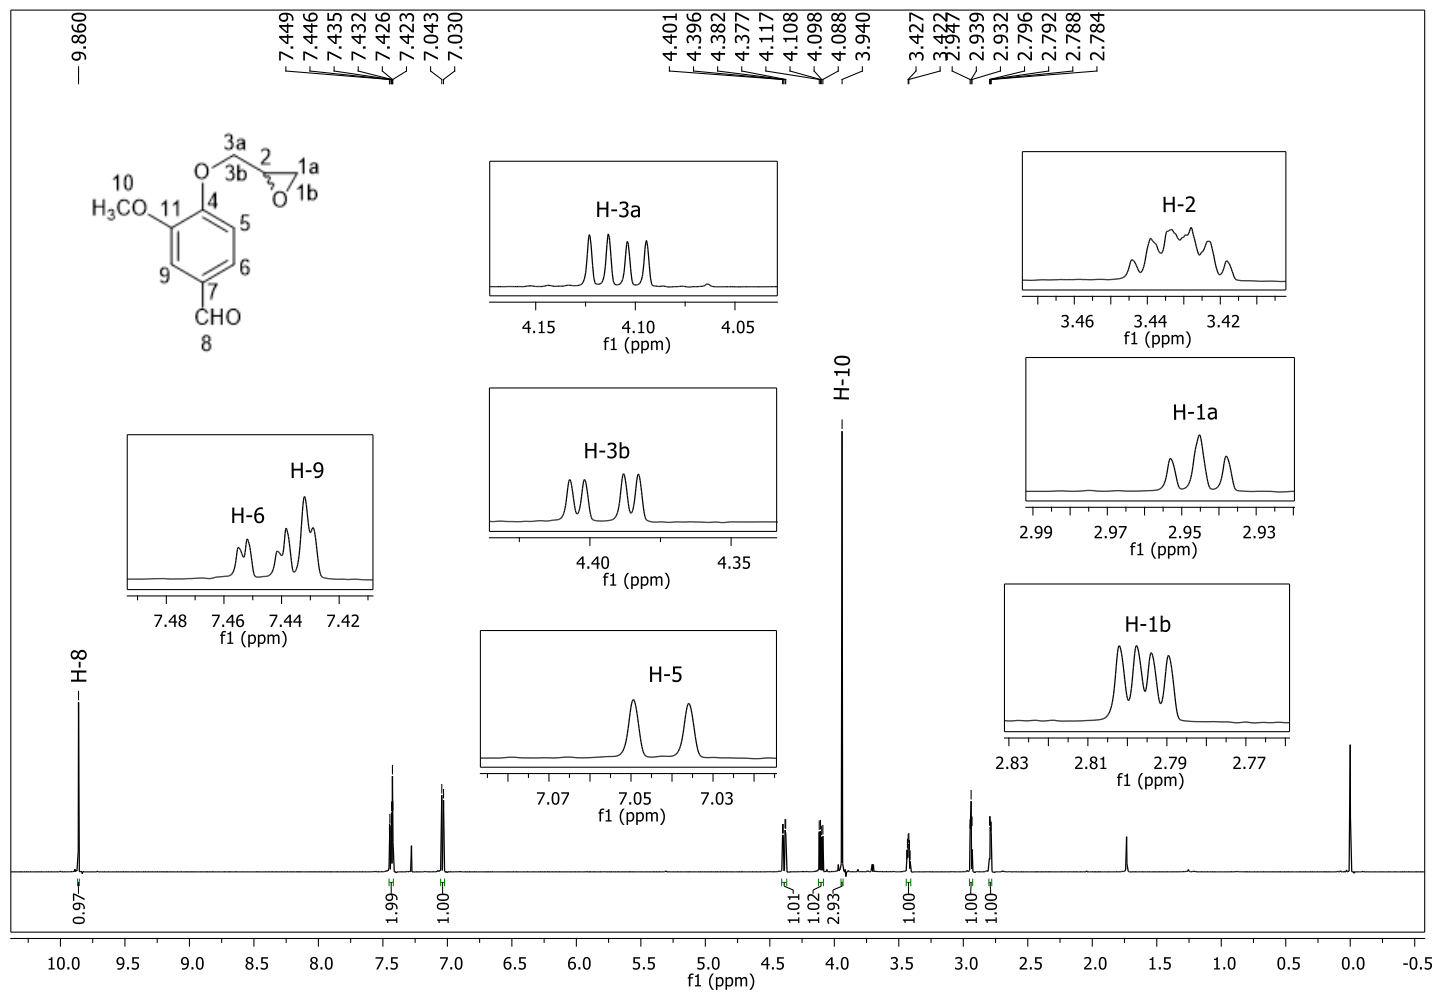 9.860
7.449
7.446
7.435
7.432
7.426
7.423
7.043
7.030
4.401
4.396
4.382
4.377
4.117
4.108
4.098
4.088
3.940
3.427
3.422
2.947
2.939
2.932
2.796
2.792
2.788
2.784
3a
2
1a
3b
1b
O
O
10
H₃CO
11
4
5
9
6
7
CHO
8
H-3a
4.15 4.10 4.05
f1 (ppm)
H-2
3.46 3.44 3.42
f1 (ppm)
H-3b
4.40 4.35
f1 (ppm)
H-10
H-1a
2.99 2.97 2.95 2.93
f1 (ppm)
H-9
H-6
7.48 7.46 7.44 7.42
f1 (ppm)
H-5
7.07 7.05 7.03
f1 (ppm)
H-1b
2.83 2.81 2.79 2.77
f1 (ppm)
H-8
0.97
1.99
1.00
1.01
1.02
2.93
1.00
1.00
1.00
10.0 9.5 9.0 8.5 8.0 7.5 7.0 6.5 6.0 5.5 5.0 4.5 4.0 3.5 3.0 2.5 2.0 1.5 1.0 0.5 0.0 -0.5
f1 (ppm)